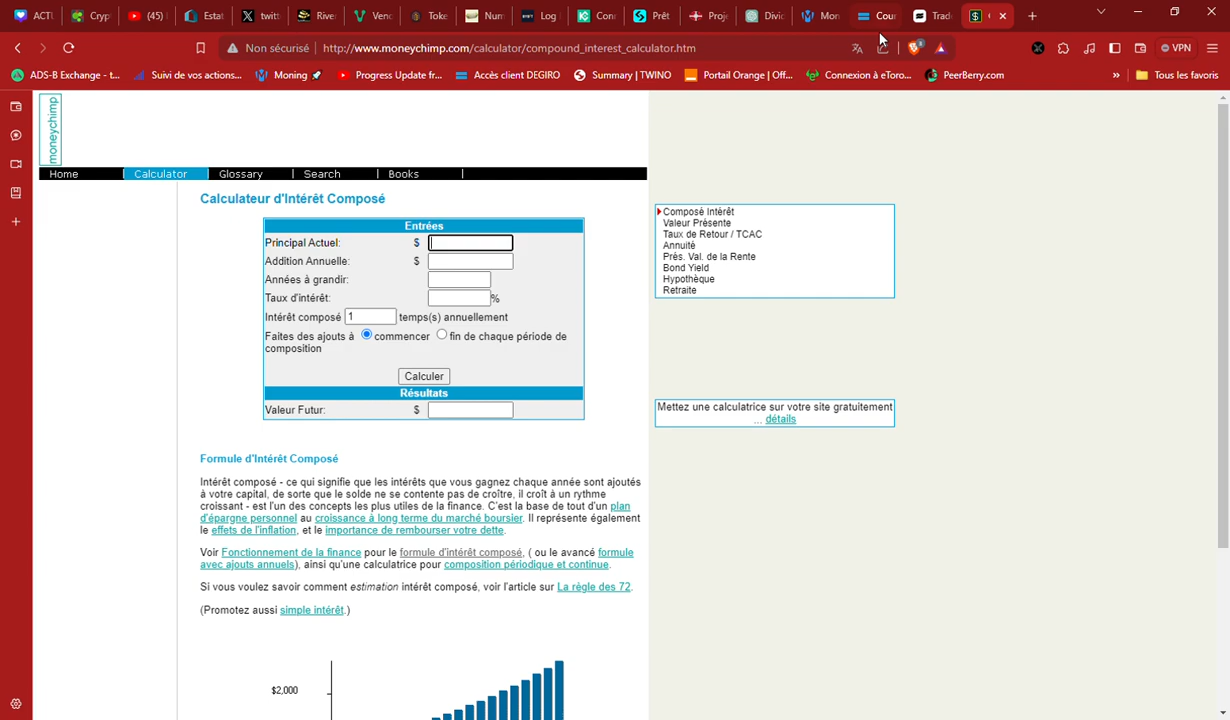 ACTU
Cryp
(45)
Estat
twitt
Rive
Venc
Toke
Num
Log
Conn
Prêt
Proje
Divid
Mon
Cour
Trade
Non sécurisé
http://www.moneychimp.com/calculator/compound_interest_calculator.htm
VPN
ADS-B Exchange - t...
Suivi de vos actions...
Moning
Progress Update fr...
Accès client DEGIRO
Summary | TWINO
Portail Orange | Off...
Connexion à eToro...
PeerBerry.com
»
Tous les favoris
moneychimp
Home | Calculator | Glossary | Search | Books |
Calculateur d'Intérêt Composé
Entrées
Principal Actuel: $
Addition Annuelle: $
Années à grandir:
Taux d'intérêt: %
Intérêt composé 1 temps(s) annuellement
Faites des ajouts à commencer fin de chaque période de
composition
Calculer
Résultats
Valeur Futur: $
Composé Intérêt
Valeur Présente
Taux de Retour / TCAC
Annuité
Près. Val. de la Rente
Bond Yield
Hypothèque
Retraite
Mettez une calculatrice sur votre site gratuitement
... détails
Formule d'Intérêt Composé
Intérêt composé - ce qui signifie que les intérêts que vous gagnez chaque année sont ajoutés
à votre capital, de sorte que le solde ne se contente pas de croître, il croît à un rythme
croissant - est l'un des concepts les plus utiles de la finance. C'est la base de tout d'un plan
d'épargne personnel au croissance à long terme du marché boursier. Il représente également
le effets de l'inflation, et le importance de rembourser votre dette.
Voir Fonctionnement de la finance pour le formule d'intérêt composé, ( ou le avancé formule
avec ajouts annuels), ainsi qu'une calculatrice pour composition périodique et continue.
Si vous voulez savoir comment estimation intérêt composé, voir l'article sur La règle des 72.
(Promotez aussi simple intérêt.)
$2,000